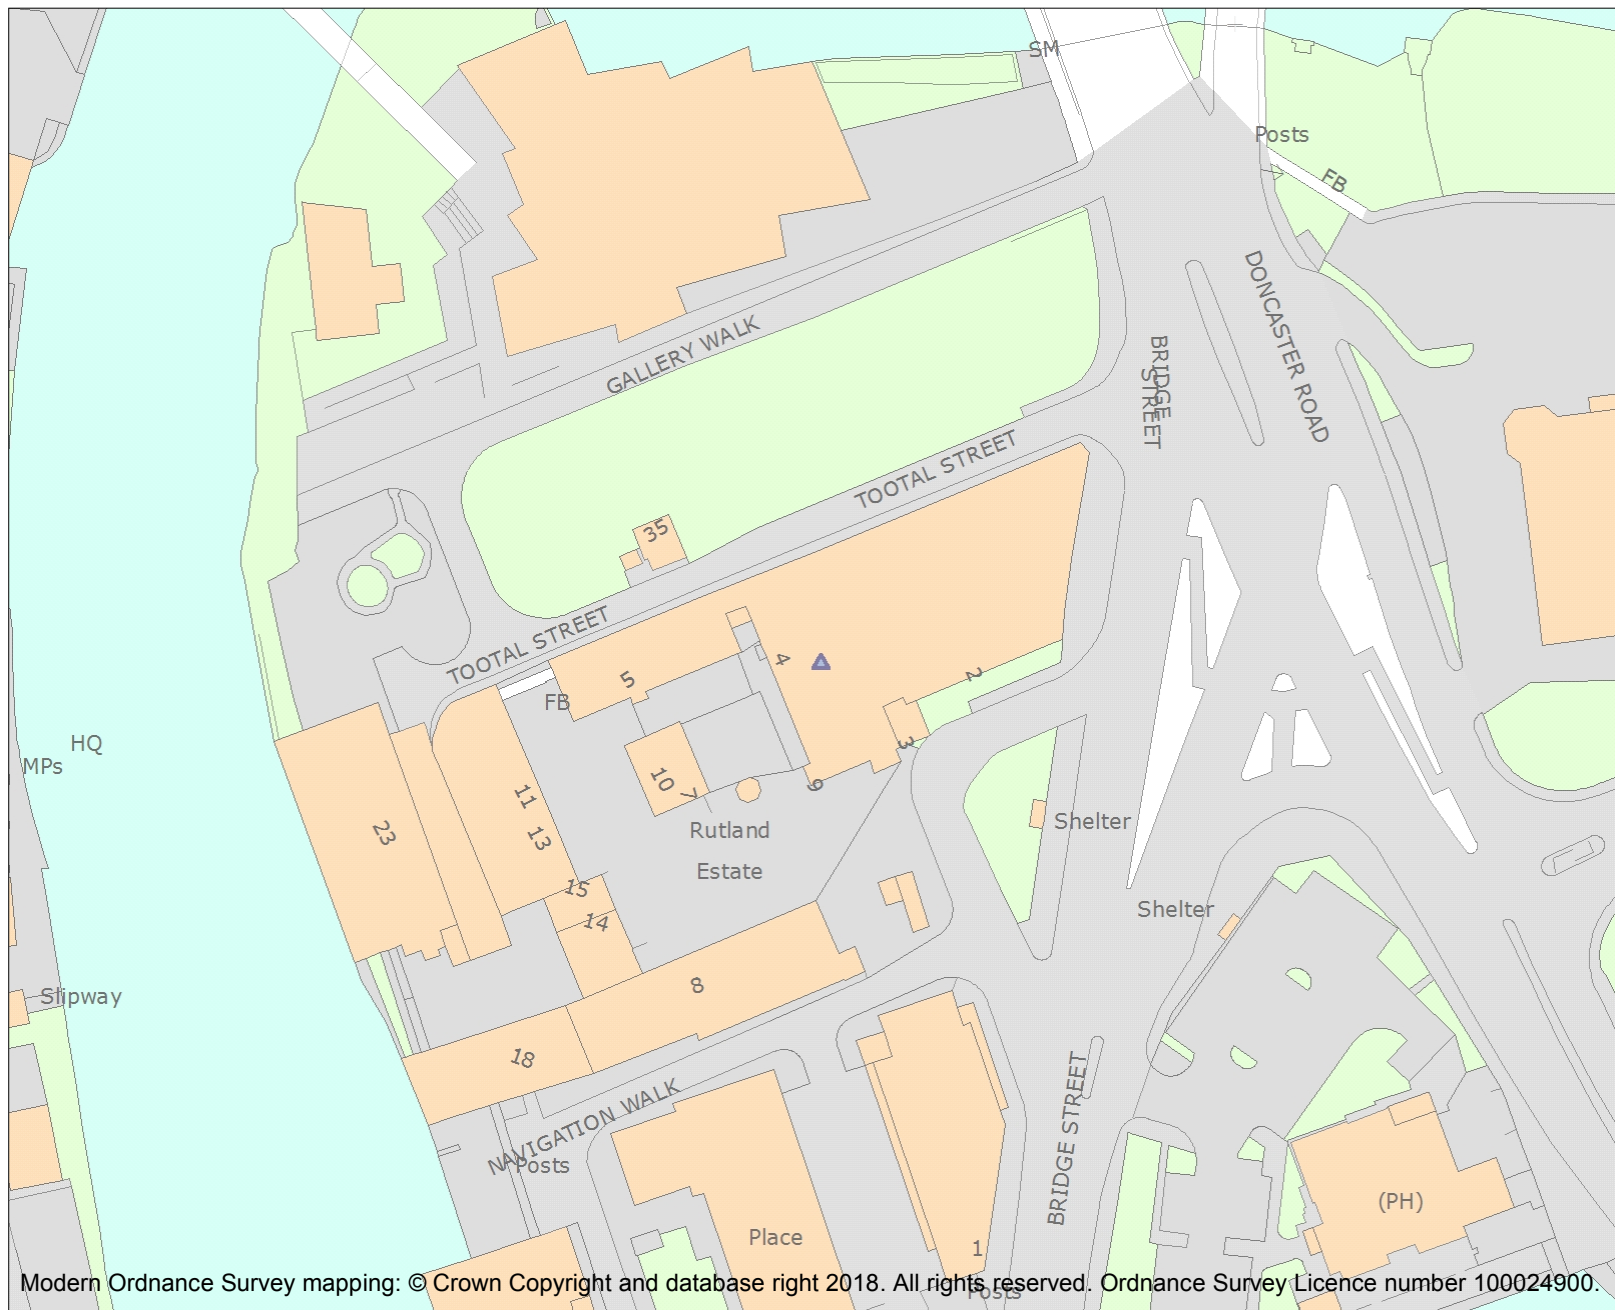 SM
Posts
FB
DONCASTER ROAD
GALLERY WALK
BRIDGE
STREET
TOOTAL STREET
35
TOOTAL STREET
4
2
5
FB
HQ
MPs
3
10
7
9
11
13
23
Rutland
Estate
Shelter
15
14
Shelter
8
Slipway
18
NAVIGATION WALK
Posts
BRIDGE STREET
(PH)
Place
1
Posts
Modern Ordnance Survey mapping: © Crown Copyright and database right 2018. All rights reserved. Ordnance Survey Licence number 100024900.